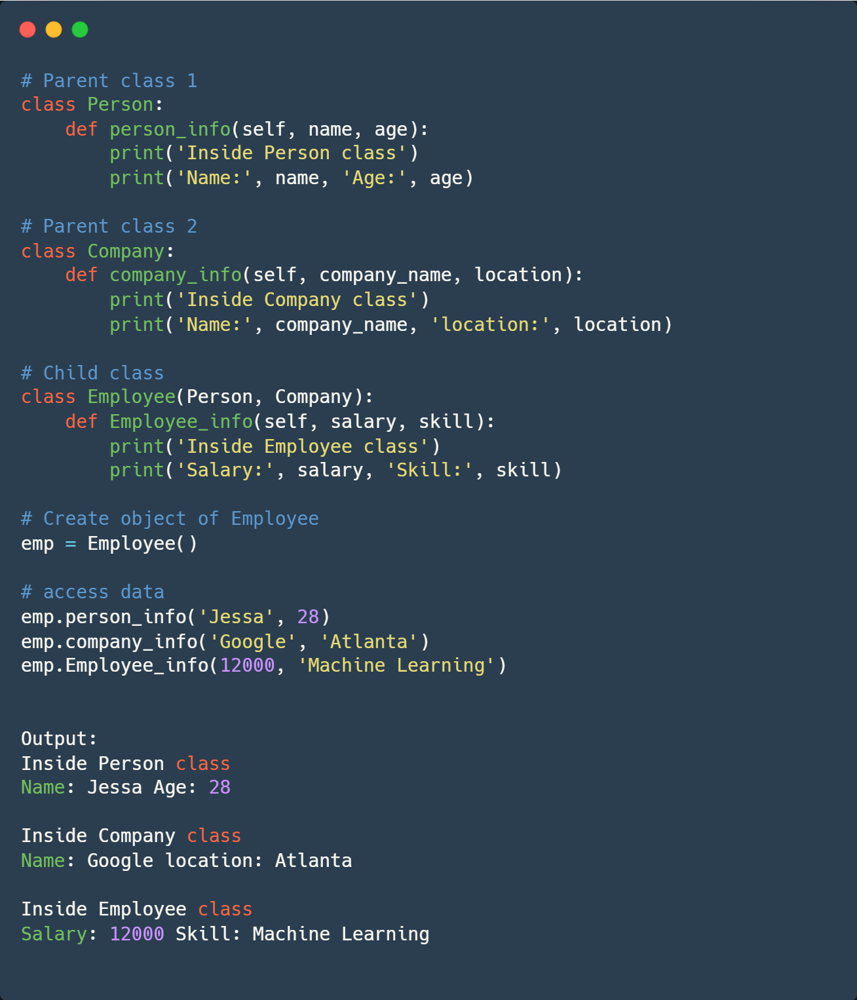 # Parent class 1
class Person:
    def person_info(self, name, age):
        print('Inside Person class')
        print('Name:', name, 'Age:', age)

# Parent class 2
class Company:
    def company_info(self, company_name, location):
        print('Inside Company class')
        print('Name:', company_name, 'location:', location)

# Child class
class Employee(Person, Company):
    def Employee_info(self, salary, skill):
        print('Inside Employee class')
        print('Salary:', salary, 'Skill:', skill)

# Create object of Employee
emp = Employee()

# access data
emp.person_info('Jessa', 28)
emp.company_info('Google', 'Atlanta')
emp.Employee_info(12000, 'Machine Learning')


Output:
Inside Person class
Name: Jessa Age: 28

Inside Company class
Name: Google location: Atlanta

Inside Employee class
Salary: 12000 Skill: Machine Learning